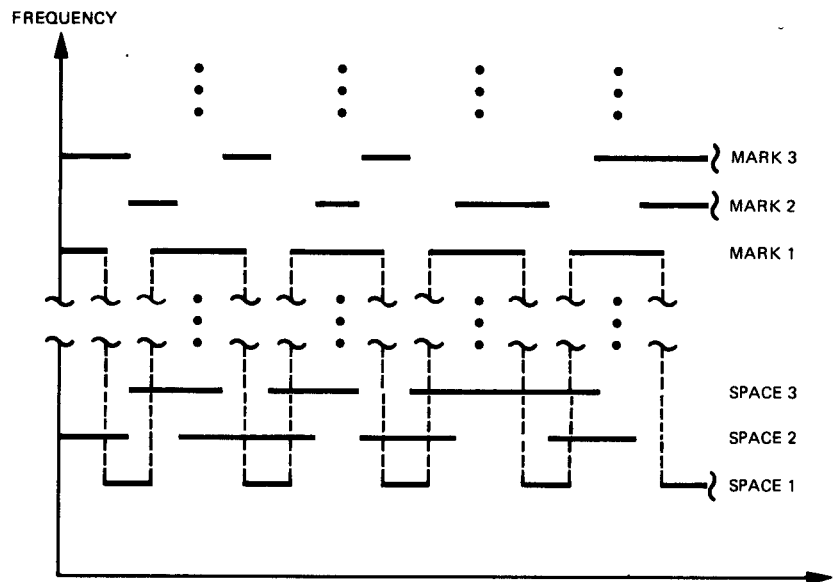 FREQUENCY
MARK 3
MARK 2
MARK 1
SPACE 3
SPACE 2
SPACE 1